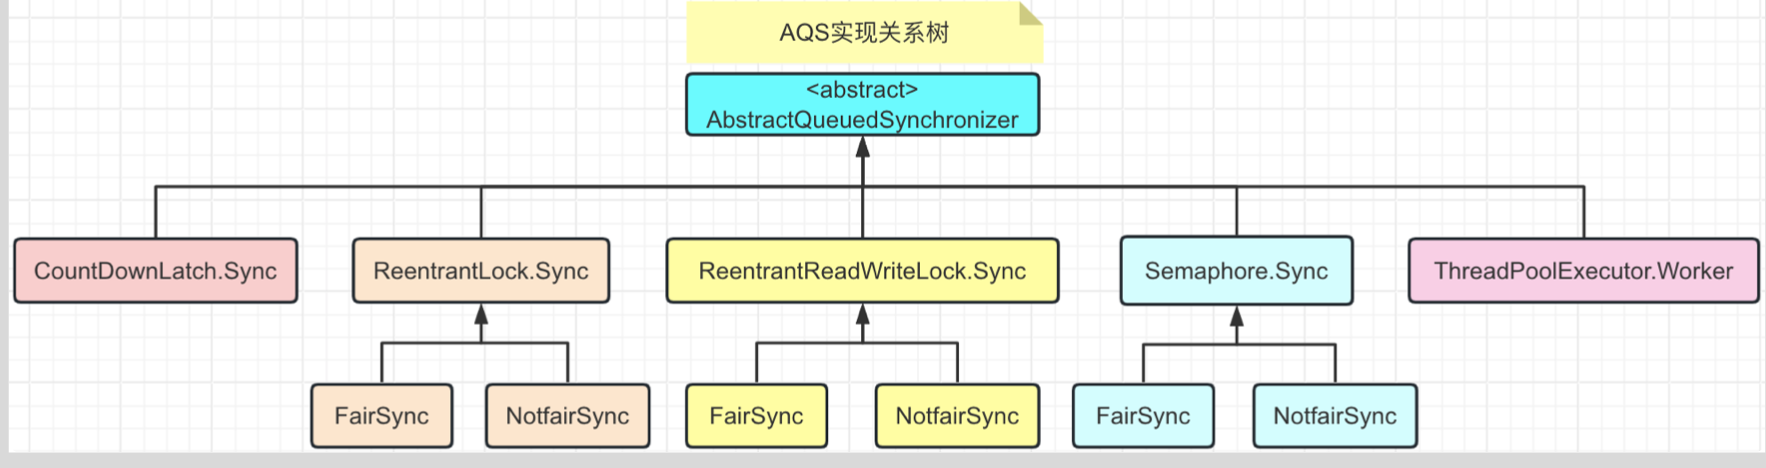 AQS实现关系树
<abstract>
AbstractQueuedSynchronizer
CountDownLatch.Sync
ReentrantLock.Sync
ReentrantReadWriteLock.Sync
Semaphore.Sync
ThreadPoolExecutor.Worker
FairSync
NotfairSync
FairSync
NotfairSync
FairSync
NotfairSync